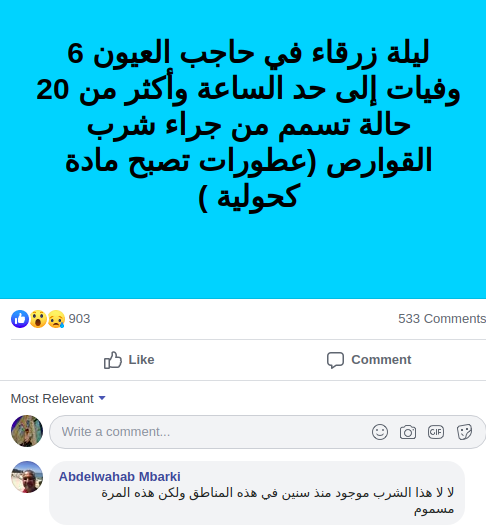 ليلة زرقاء في حاجب العيون 6
وفيات إلى حد الساعة وأكثر من 20
حالة تسمم من جراء شرب
القوارص (عطورات تصبح مادة
كحولية )
903
533 Comments
Like
Comment
Most Relevant
Write a comment...
GIF
Abdelwahab Mbarki
لا لا هذا الشرب موجود منذ سنين في هذه المناطق ولكن هذه المرة
مسموم